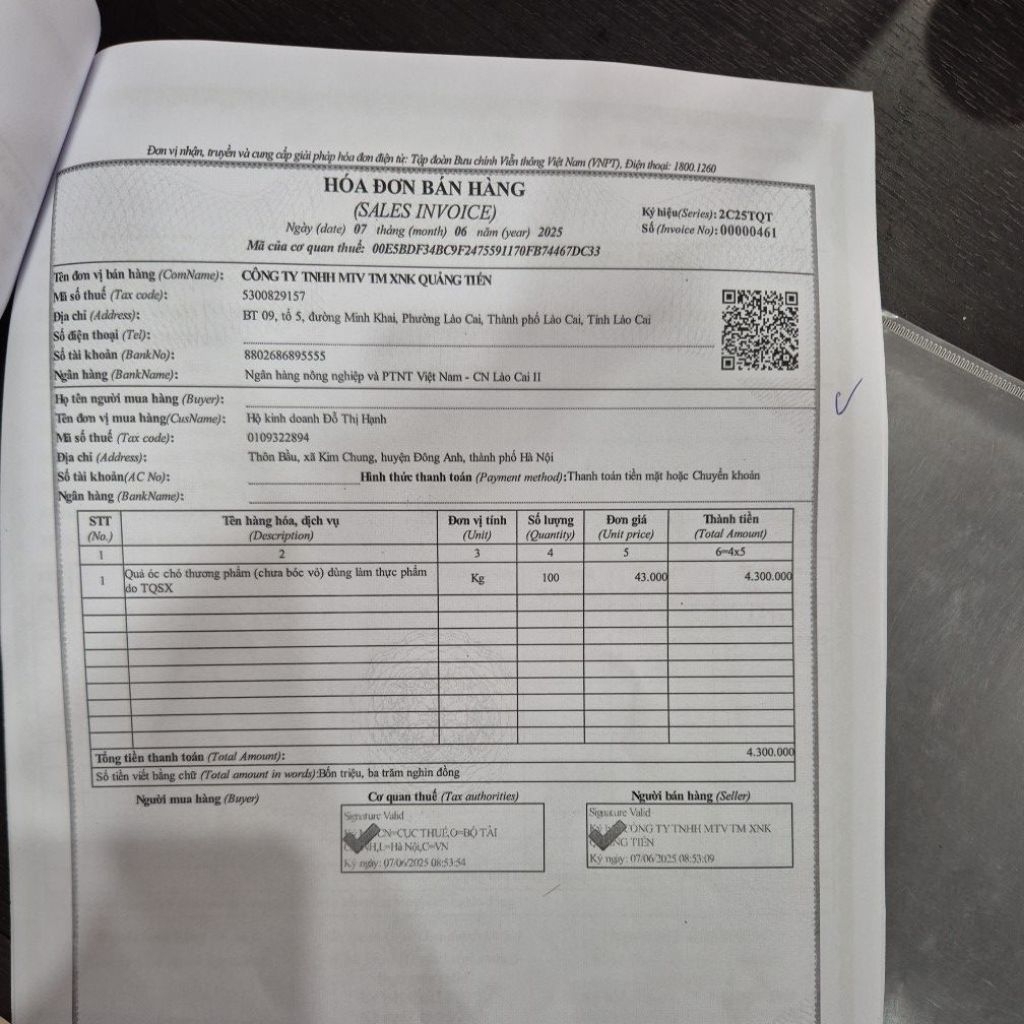 Đơn vị nhận, truyền và cung cấp giải pháp hóa đơn điện tử: Tập đoàn Bưu chính Viễn thông Việt Nam (VNPT), Điện thoại: 1800.1260
HÓA ĐƠN BÁN HÀNG
(SALES INVOICE)
Ký hiệu(Series): 2C25TQT
Ngày (date) 07 tháng (month) 06 năm (year) 2025
Số (Invoice No): 00000461
Mã của cơ quan thuế: 00E5BDF34BC9F2475591170FB74467DC33
Tên đơn vị bán hàng (ComName): CÔNG TY TNHH MTV TM XNK QUẢNG TIẾN
Mã số thuế (Tax code): 5300829157
Địa chỉ (Address): BT 09, tổ 5, đường Minh Khai, Phường Lào Cai, Thành phố Lào Cai, Tỉnh Lào Cai
Số điện thoại (Tel):
Số tài khoản (BankNo): 8802686895555
Ngân hàng (BankName): Ngân hàng nông nghiệp và PTNT Việt Nam - CN Lào Cai II
Họ tên người mua hàng (Buyer):
Tên đơn vị mua hàng(CusName): Hộ kinh doanh Đỗ Thị Hạnh
Mã số thuế (Tax code): 0109322894
Địa chỉ (Address): Thôn Bầu, xã Kim Chung, huyện Đông Anh, thành phố Hà Nội
Số tài khoản(AC No): Hình thức thanh toán (Payment method):Thanh toán tiền mặt hoặc Chuyển khoản
Ngân hàng (BankName):
STT Tên hàng hóa, dịch vụ Đơn vị tính Số lượng Đơn giá Thành tiền
(No.) (Description) (Unit) (Quantity) (Unit price) (Total Amount)
1 2 3 4 5 6=4x5
1 Quả óc chó thương phẩm (chưa bóc vỏ) dùng làm thực phẩm Kg 100 43.000 4.300.000
do TQSX
Tổng tiền thanh toán (Total Amount): 4.300.000
Số tiền viết bằng chữ (Total amount in words):Bốn triệu, ba trăm nghìn đồng
Người mua hàng (Buyer) Cơ quan thuế (Tax authorities) Người bán hàng (Seller)
Signature Valid
CN=CỤC THUẾ,O=BỘ TÀI
L=Hà Nội,C=VN
Ký ngày: 07/06/2025 08:53:54
Signature Valid
CÔNG TY TNHH MTV TM XNK
TIẾN
Ký ngày: 07/06/2025 08:53:09